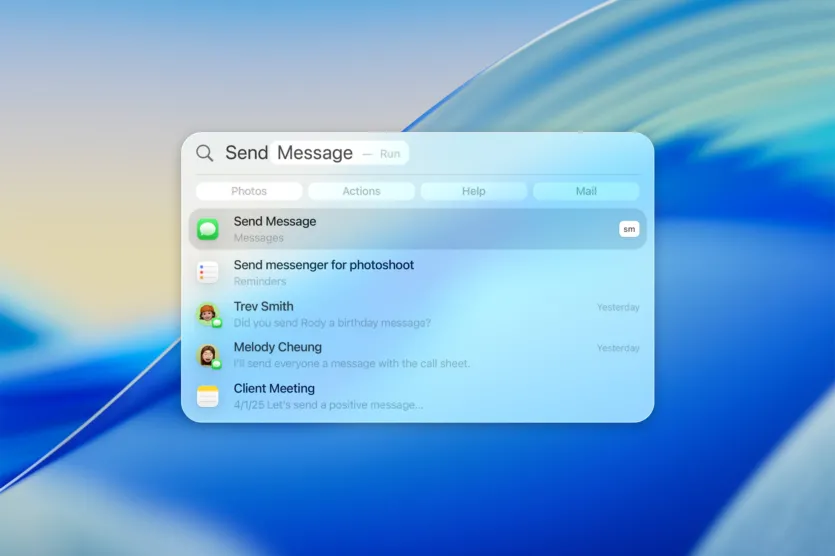 Send Message — Run
Photos Actions Help Mail
Send Message
Messages
sm
Send messenger for photoshoot
Reminders
Trev Smith
Yesterday
Did you send Rody a birthday message?
Melody Cheung
Yesterday
I'll send everyone a message with the call sheet.
Client Meeting
4/1/25 Let's send a positive message...